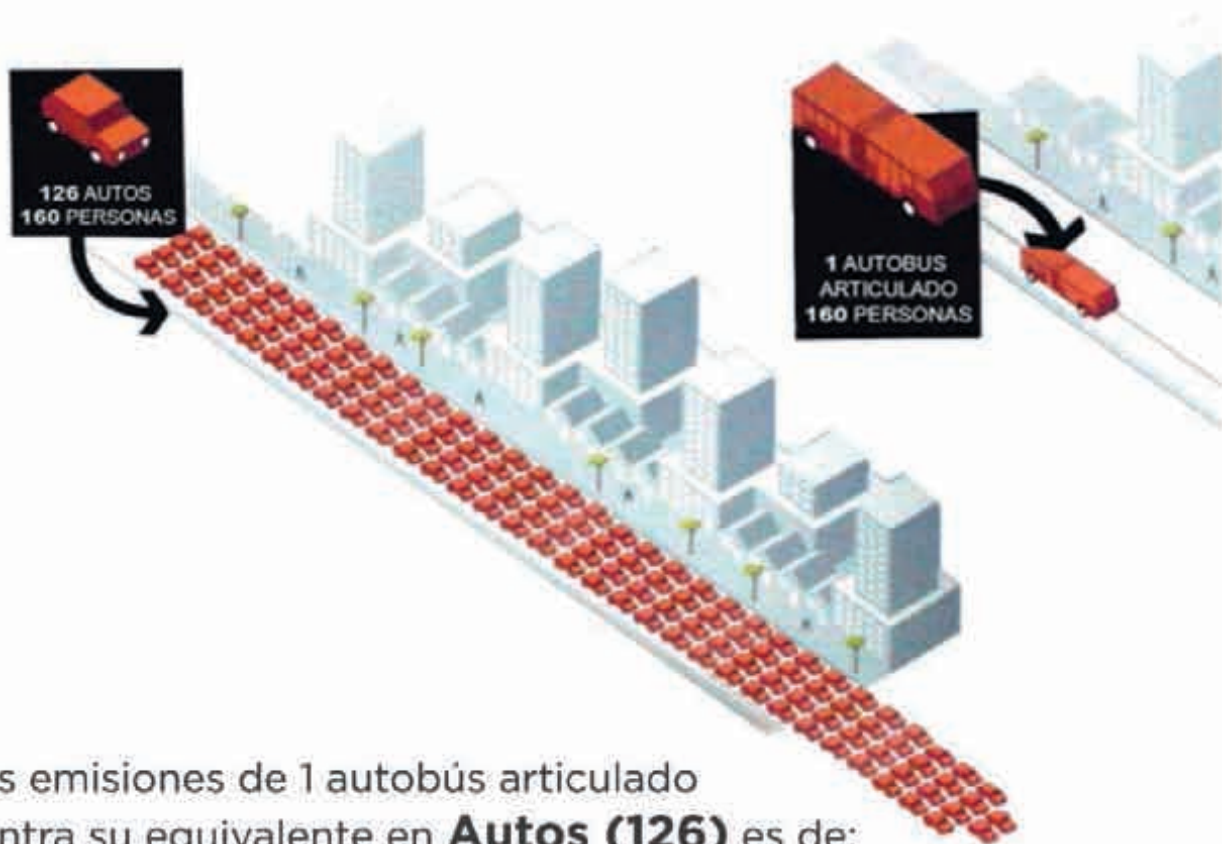 126 AUTOS
160 PERSONAS
1 AUTOBUS
ARTICULADO
160 PERSONAS
s emisiones de 1 autobús articulado
ntra su equivalente en Autos (126) es de: